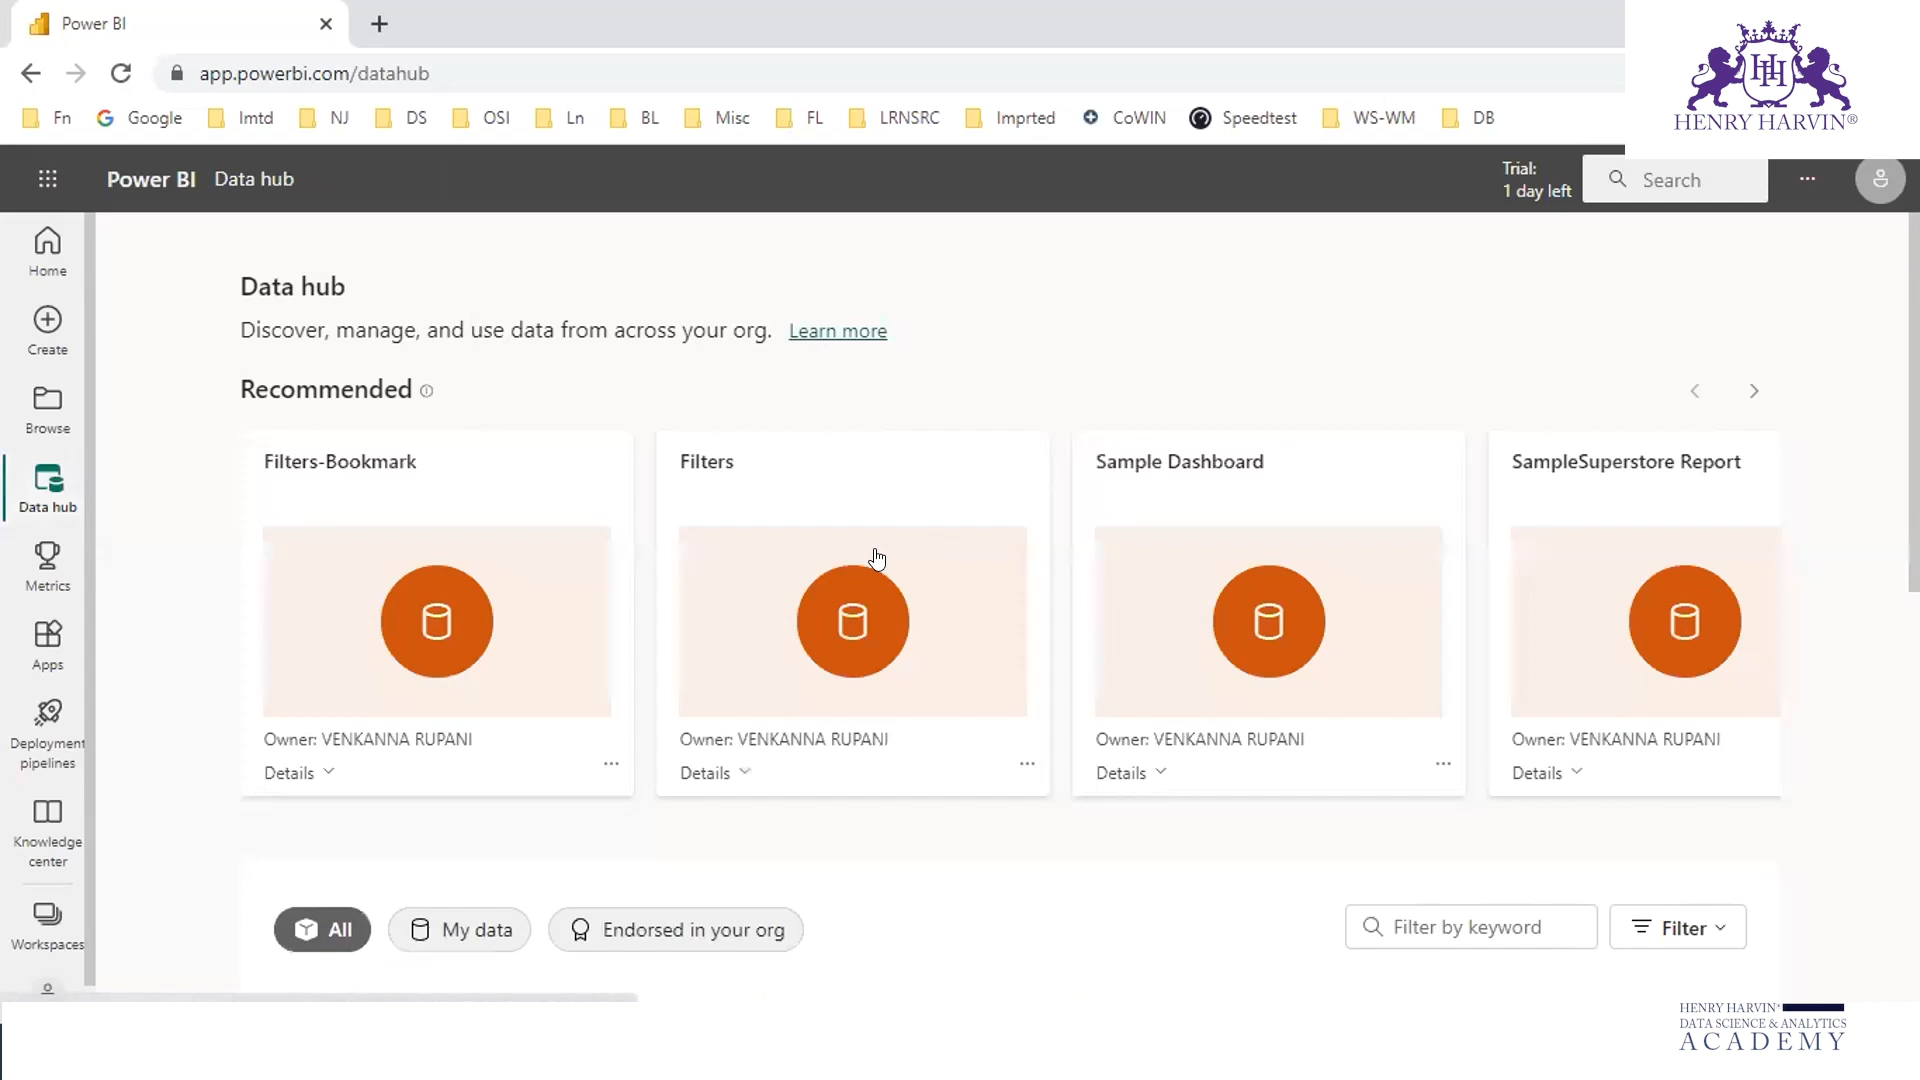 Power BI
app.powerbi.com/datahub
Fn Google Imtd NJ DS OSI Ln BL Misc FL LRNSRC Imprted CoWIN Speedtest WS-WM DB
HENRY HARVIN®
Power BI Data hub
Trial:
1 day left
Search
Home
Create
Browse
Data hub
Metrics
Apps
Deployment
pipelines
Knowledge
center
Workspaces
Data hub
Discover, manage, and use data from across your org. Learn more
Recommended
Filters-Bookmark
Owner: VENKANNA RUPANI
Details
Filters
Owner: VENKANNA RUPANI
Details
Sample Dashboard
Owner: VENKANNA RUPANI
Details
SampleSuperstore Report
Owner: VENKANNA RUPANI
Details
All My data Endorsed in your org Filter by keyword Filter
HENRY HARVIN®
DATA SCIENCE & ANALYTICS
ACADEMY